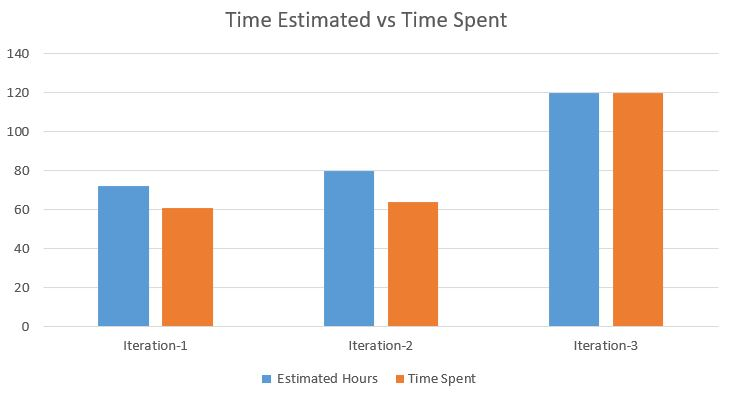 Time Estimated vs Time Spent
140
120
100
80
60
40
20
0
Iteration-1 Iteration-2 Iteration-3
Estimated Hours Time Spent